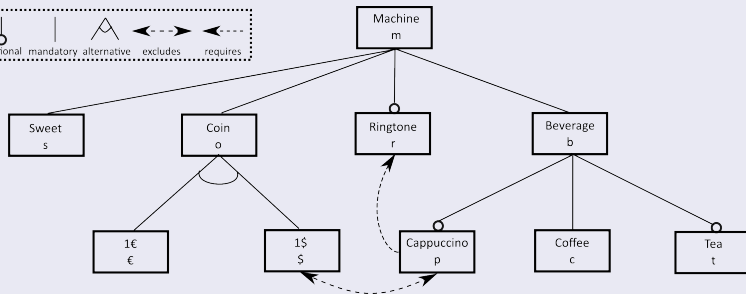 Machine
m
ional mandatory alternative excludes requires
Sweet
s
Coin
o
Ringtone
r
Beverage
b
1€
€
1$
$
Cappuccino
p
Coffee
c
Tea
t